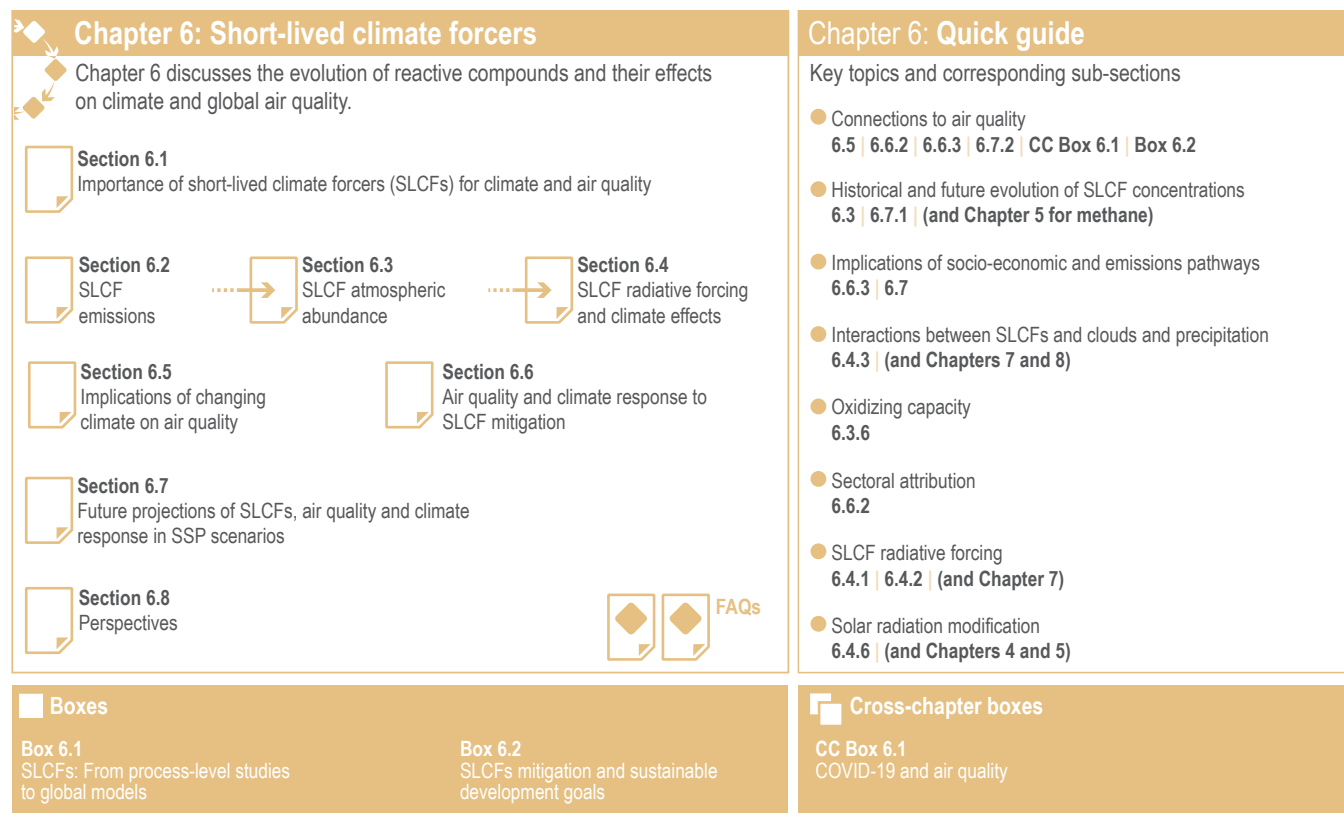 Chapter 6: Short-lived climate forcers
Chapter 6 discusses the evolution of reactive compounds and their effects
on climate and global air quality.
Section 6.1
Importance of short-lived climate forcers (SLCFs) for climate and air quality
Section 6.2
SLCF
emissions
Section 6.3
SLCF atmospheric
abundance
Section 6.4
SLCF radiative forcing
and climate effects
Section 6.5
Implications of changing
climate on air quality
Section 6.6
Air quality and climate response to
SLCF mitigation
Section 6.7
Future projections of SLCFs, air quality and climate
response in SSP scenarios
Section 6.8
Perspectives
FAQs
Chapter 6: Quick guide
Key topics and corresponding sub-sections
Connections to air quality
6.5 | 6.6.2 | 6.6.3 | 6.7.2 | CC Box 6.1 | Box 6.2
Historical and future evolution of SLCF concentrations
6.3 | 6.7.1 | (and Chapter 5 for methane)
Implications of socio-economic and emissions pathways
6.6.3 | 6.7
Interactions between SLCFs and clouds and precipitation
6.4.3 | (and Chapters 7 and 8)
Oxidizing capacity
6.3.6
Sectoral attribution
6.6.2
SLCF radiative forcing
6.4.1 | 6.4.2 | (and Chapter 7)
Solar radiation modification
6.4.6 | (and Chapters 4 and 5)
Boxes
Box 6.1
SLCFs: From process-level studies
to global models
Box 6.2
SLCFs mitigation and sustainable
development goals
Cross-chapter boxes
CC Box 6.1
COVID-19 and air quality